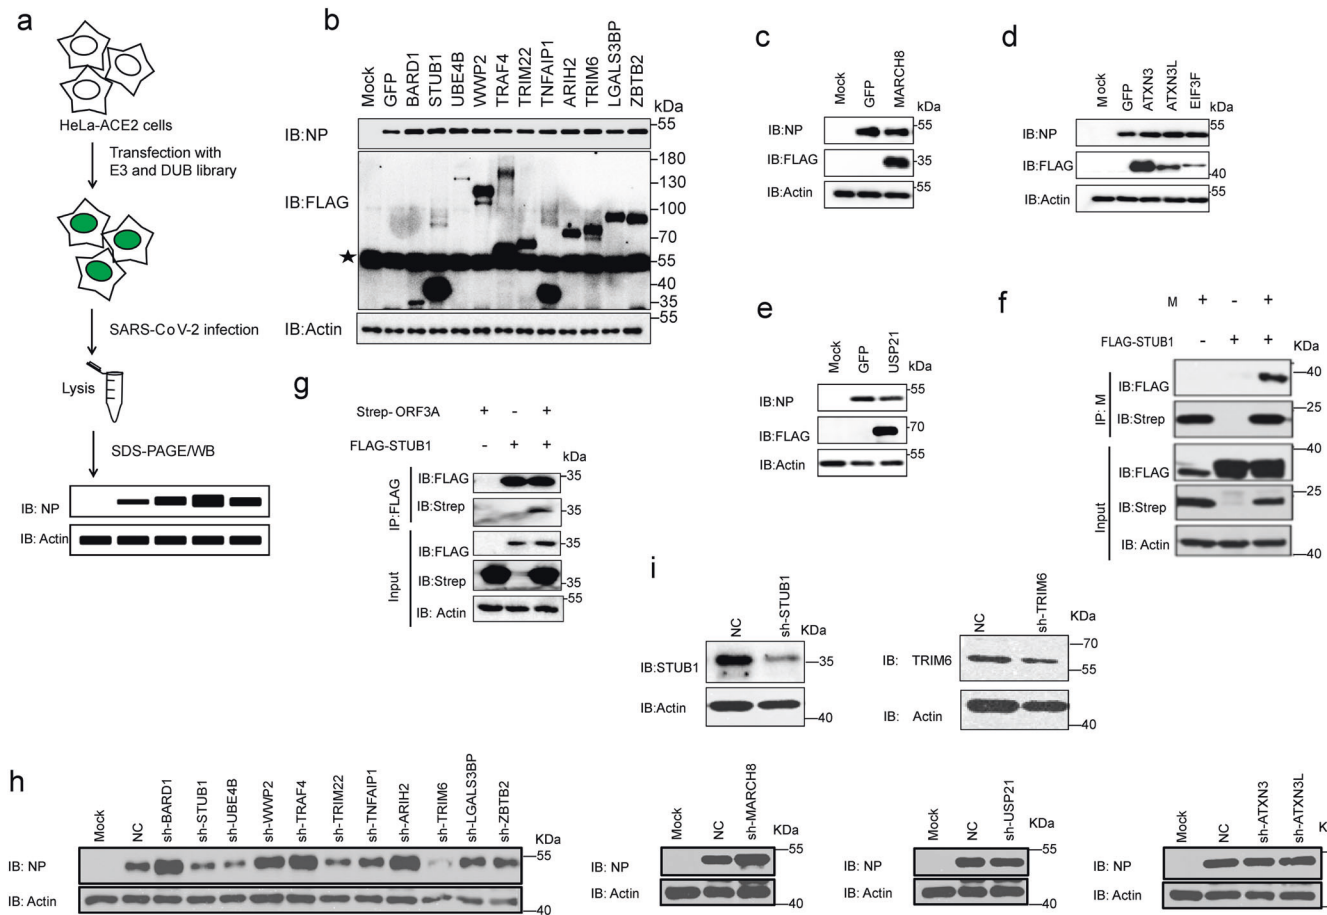 a
HeLa-ACE2 cells
Transfection with
E3 and DUB library
SARS-CoV-2 infection
Lysis
SDS-PAGE/WB
IB: NP
IB: Actin
b
Mock
GFP
BARD1
STUB1
UBE4B
WWP2
TRAF4
TRIM22
TNFAIP1
ARIH2
TRIM6
LGALS3BP
ZBTB2
kDa
IB:NP
55
IB:FLAG
180
130
100
70
55
40
35
★
IB:Actin
55
c
Mock
GFP
MARCH8
kDa
IB:NP
55
IB:FLAG
35
IB:Actin
55
d
Mock
GFP
ATXN3
ATXN3L
EIF3F
kDa
IB:NP
55
IB:FLAG
40
IB:Actin
55
e
Mock
GFP
USP21
kDa
IB:NP
55
IB:FLAG
70
IB:Actin
55
f
M + - +
FLAG-STUB1 - + +
KDa
IP: M
IB:FLAG
40
IB:Strep
25
Input
IB:FLAG
40
IB:Strep
25
IB: Actin
40
g
Strep- ORF3A + - +
FLAG-STUB1 - + +
kDa
IP:FLAG
IB:FLAG
35
IB:Strep
35
Input
IB:FLAG
35
IB:Strep
35
IB: Actin
55
i
NC
sh-STUB1
KDa
IB:STUB1
35
IB:Actin
40
NC
sh-TRIM6
KDa
IB: TRIM6
70
55
IB: Actin
40
h
Mock
NC
sh-BARD1
sh-STUB1
sh-UBE4B
sh-WWP2
sh-TRAF4
sh-TRIM22
sh-TNFAIP1
sh-ARIH2
sh-TRIM6
sh-LGALS3BP
sh-ZBTB2
KDa
IB: NP
55
IB: Actin
40
Mock
NC
sh-MARCH8
KDa
IB: NP
55
IB: Actin
40
Mock
NC
sh-USP21
KDa
IB: NP
55
IB: Actin
40
Mock
NC
sh-ATXN3
sh-ATXN3L
IB: NP
IB: Actin